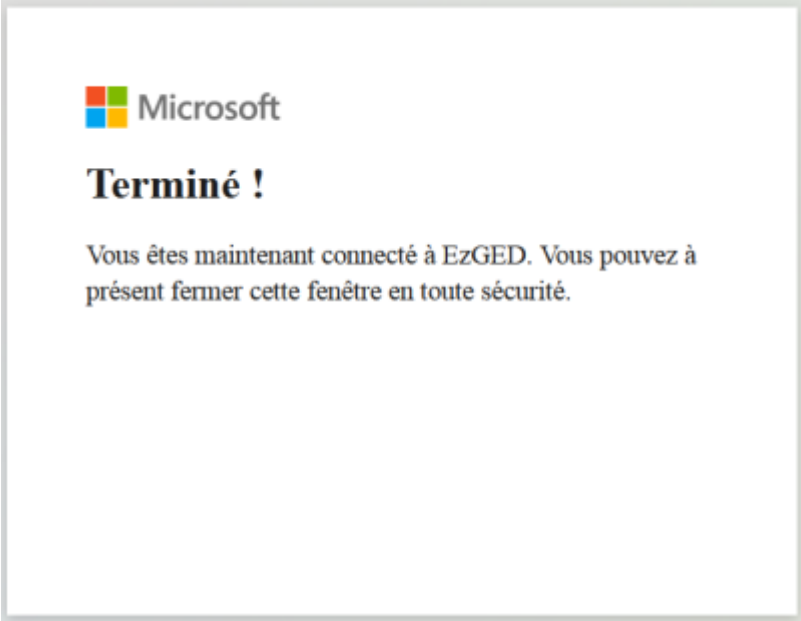 Microsoft
Terminé !
Vous êtes maintenant connecté à EzGED. Vous pouvez à
présent fermer cette fenêtre en toute sécurité.